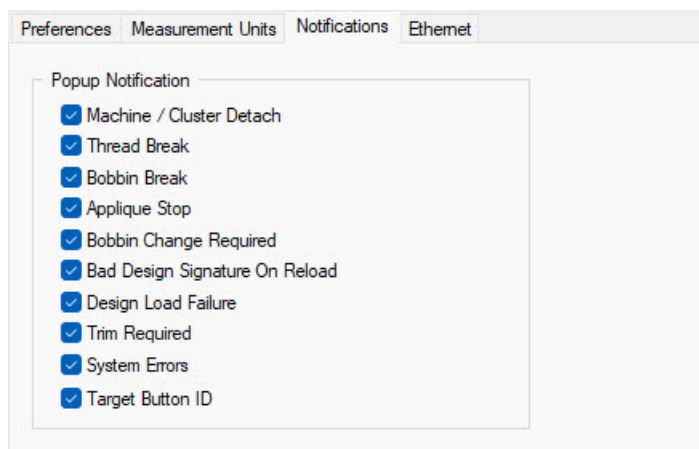 Preferences Measurement Units Notifications Ethernet
Popup Notification
Machine / Cluster Detach
Thread Break
Bobbin Break
Applique Stop
Bobbin Change Required
Bad Design Signature On Reload
Design Load Failure
Trim Required
System Errors
Target Button ID